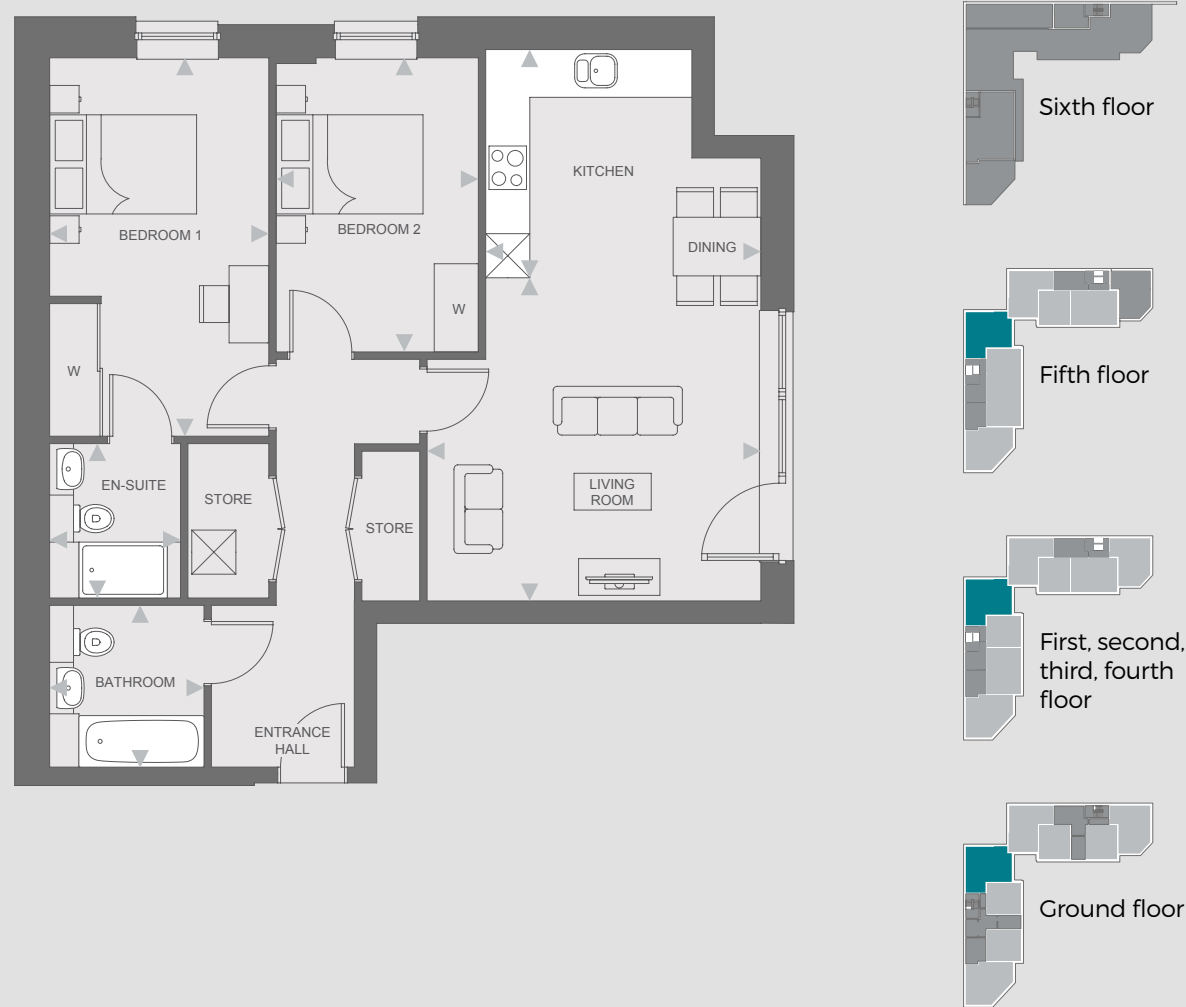 KITCHEN
BEDROOM 1
BEDROOM 2
DINING
W
W
EN-SUITE
STORE
STORE
LIVING
ROOM
BATHROOM
ENTRANCE
HALL
Sixth floor
Fifth floor
First, second,
third, fourth
floor
Ground floor